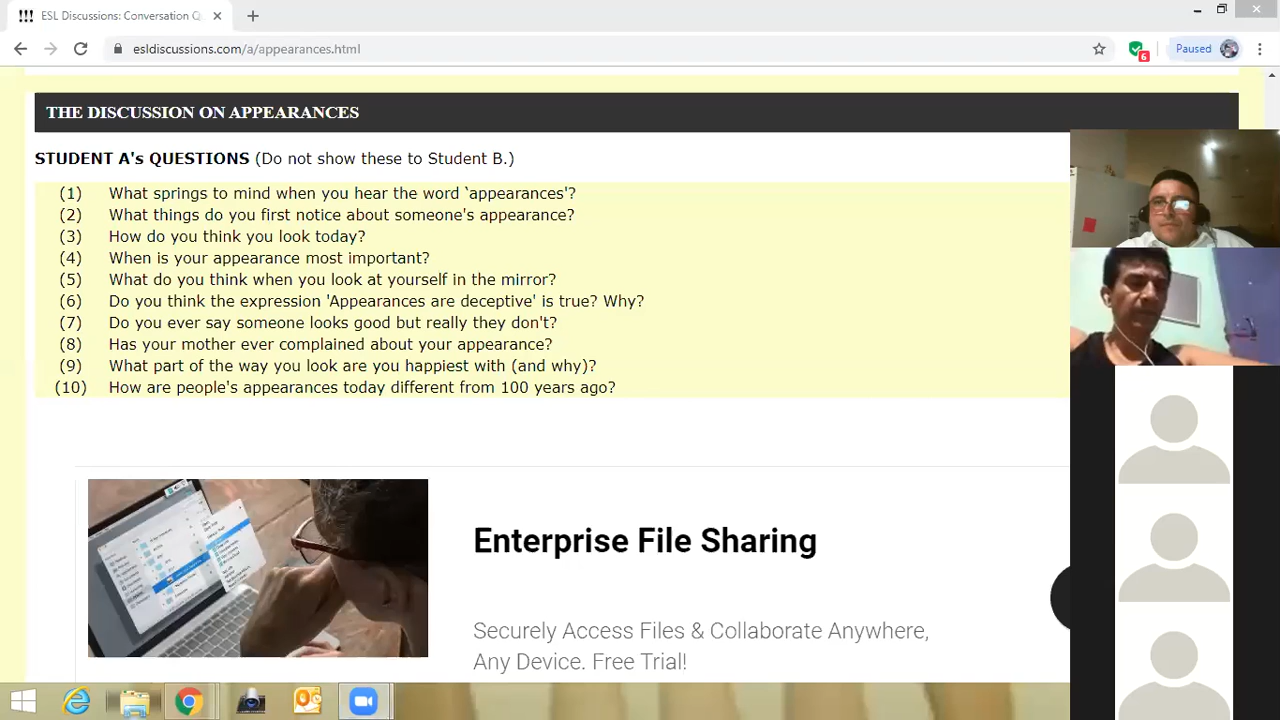 ESL Discussions: Conversation Q
esldiscussions.com/a/appearances.html
6
Paused
THE DISCUSSION ON APPEARANCES
STUDENT A's QUESTIONS (Do not show these to Student B.)
(1) What springs to mind when you hear the word ‘appearances'?
(2) What things do you first notice about someone's appearance?
(3) How do you think you look today?
(4) When is your appearance most important?
(5) What do you think when you look at yourself in the mirror?
(6) Do you think the expression 'Appearances are deceptive' is true? Why?
(7) Do you ever say someone looks good but really they don't?
(8) Has your mother ever complained about your appearance?
(9) What part of the way you look are you happiest with (and why)?
(10) How are people's appearances today different from 100 years ago?
Enterprise File Sharing
Securely Access Files & Collaborate Anywhere,
Any Device. Free Trial!